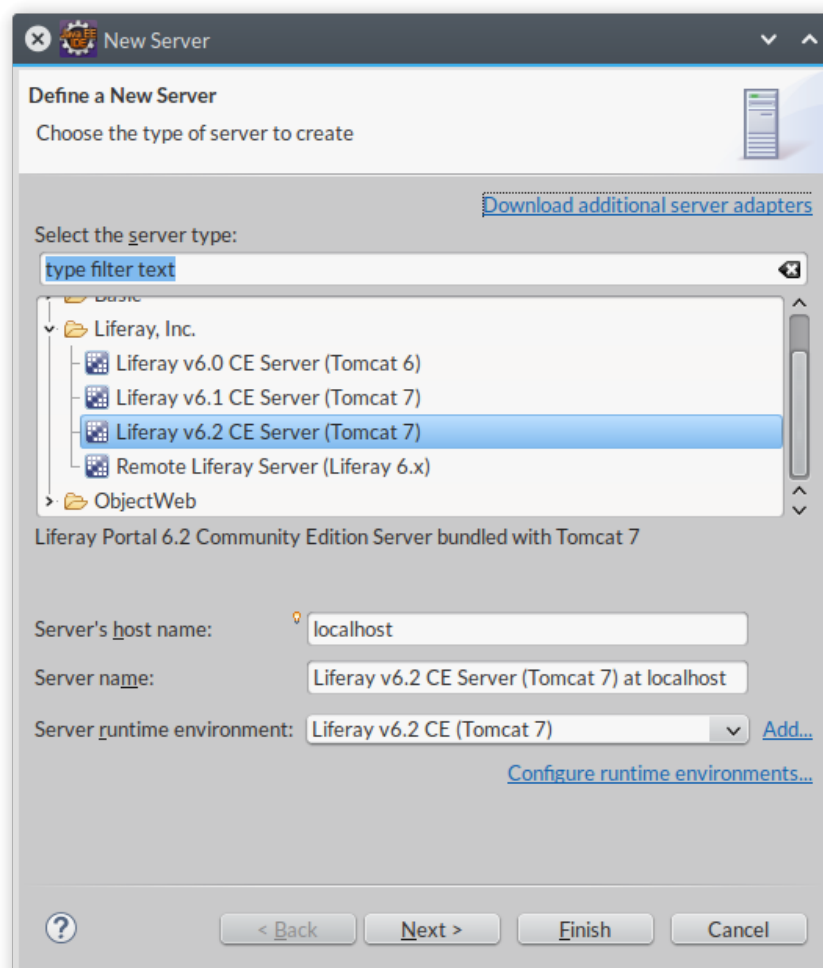 New Server
Define a New Server
Choose the type of server to create
Download additional server adapters
Select the server type:
type filter text
Basic
Liferay, Inc.
Liferay v6.0 CE Server (Tomcat 6)
Liferay v6.1 CE Server (Tomcat 7)
Liferay v6.2 CE Server (Tomcat 7)
Remote Liferay Server (Liferay 6.x)
ObjectWeb
Liferay Portal 6.2 Community Edition Server bundled with Tomcat 7
Server's host name: localhost
Server name: Liferay v6.2 CE Server (Tomcat 7) at localhost
Server runtime environment: Liferay v6.2 CE (Tomcat 7) Add...
Configure runtime environments...
? < Back Next > Finish Cancel